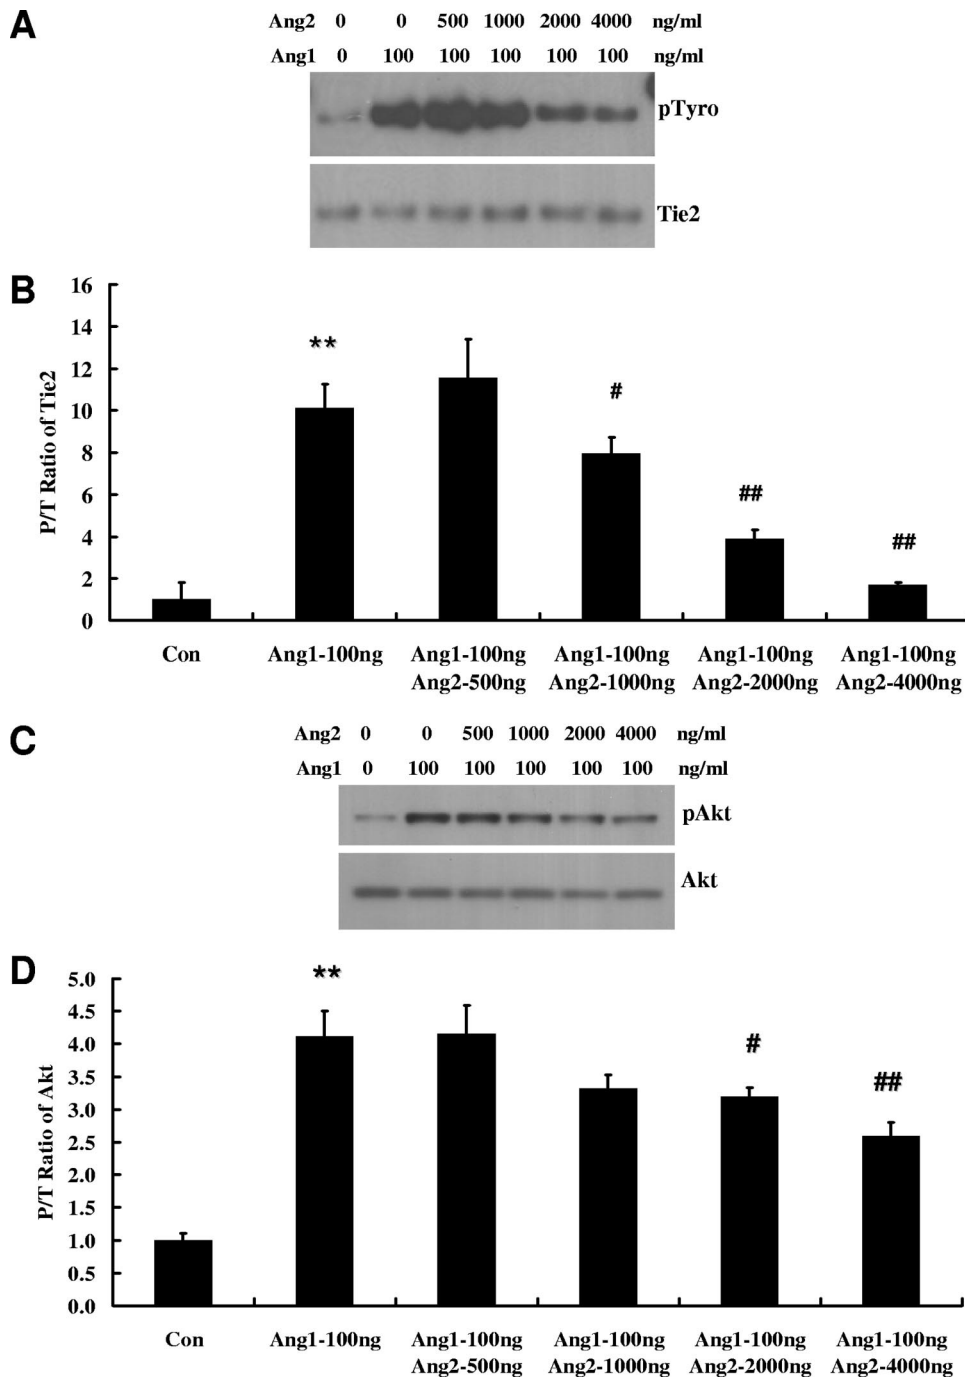 A
Ang2 0 0 500 1000 2000 4000 ng/ml
Ang1 0 100 100 100 100 100 ng/ml
pTyro
Tie2
B
P/T Ratio of Tie2
16
14
12
10
8
6
4
2
0
**
#
##
##
Con Ang1-100ng Ang1-100ng Ang1-100ng Ang1-100ng Ang1-100ng
Ang2-500ng Ang2-1000ng Ang2-2000ng Ang2-4000ng
C
Ang2 0 0 500 1000 2000 4000 ng/ml
Ang1 0 100 100 100 100 100 ng/ml
pAkt
Akt
D
P/T Ratio of Akt
5.0
4.5
4.0
3.5
3.0
2.5
2.0
1.5
1.0
0.5
0.0
**
#
##
Con Ang1-100ng Ang1-100ng Ang1-100ng Ang1-100ng Ang1-100ng
Ang2-500ng Ang2-1000ng Ang2-2000ng Ang2-4000ng